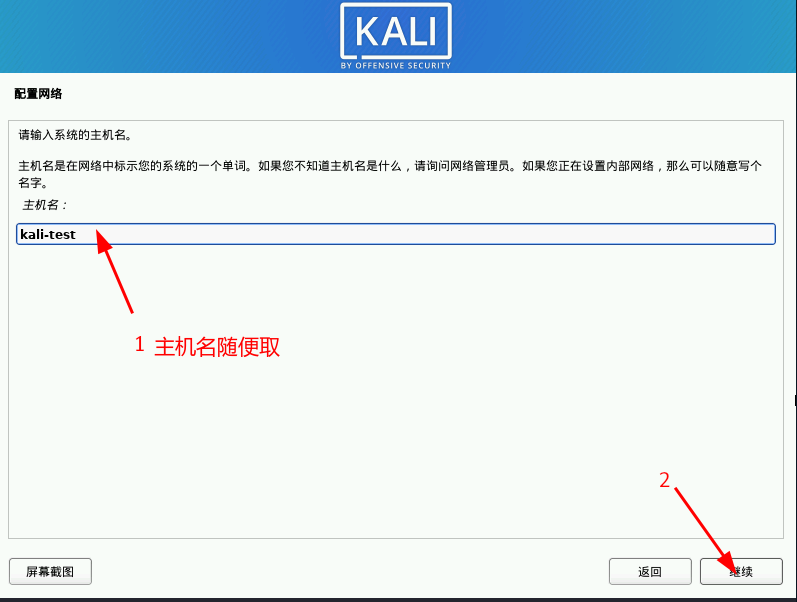 KALI
BY OFFENSIVE SECURITY
配置网络
请输入系统的主机名。
主机名是在网络中标示您的系统的一个单词。如果您不知道主机名是什么，请询问网络管理员。如果您正在设置内部网络，那么可以随意写个
名字。
主机名：
kali-test
1 主机名随便取
2
屏幕截图
返回
继续